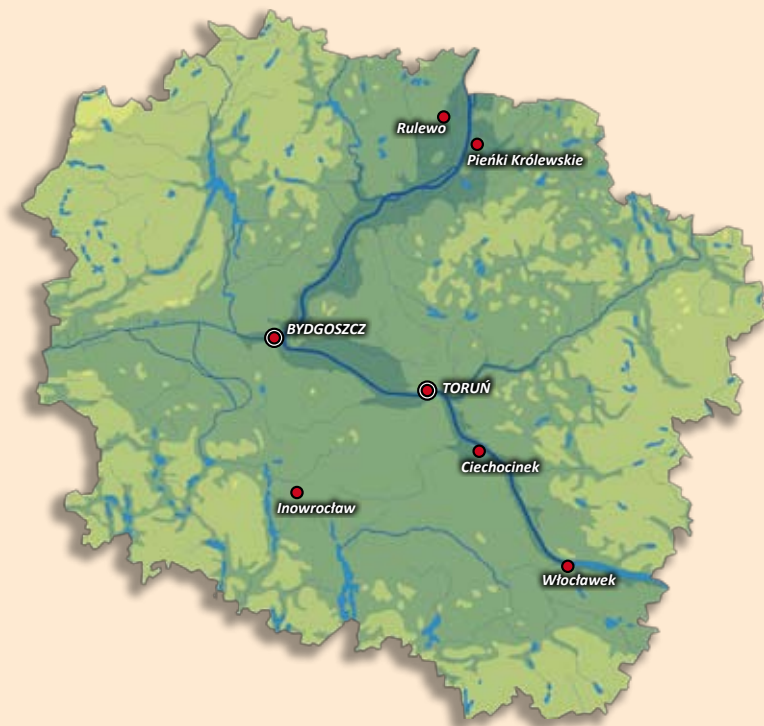 Rulewo
Pieńki Królewskie
BYDGOSZCZ
TORUŃ
Ciechocinek
Inowrocław
Włocławek